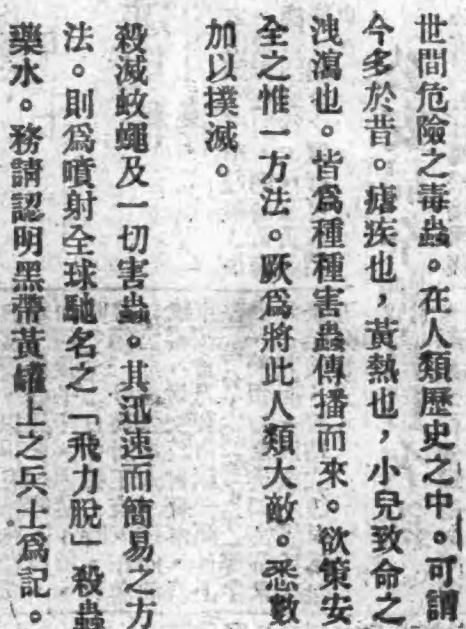 世間危險之毒蟲。在人類歷史之中。可謂
今多於昔。瘧疾也，黃熱也，小兒致命之
洩瀉也。皆爲種種害蟲傳播而來。欲策安
全之惟一方法。厥爲將此人類大敵。悉數
加以撲滅。
殺滅蚊蠅及一切害蟲。其迅速而簡易之方
法。則爲噴射全球馳名之「飛力脫」殺蟲
藥水。務請認明黑帶黃罐上之兵士爲記。